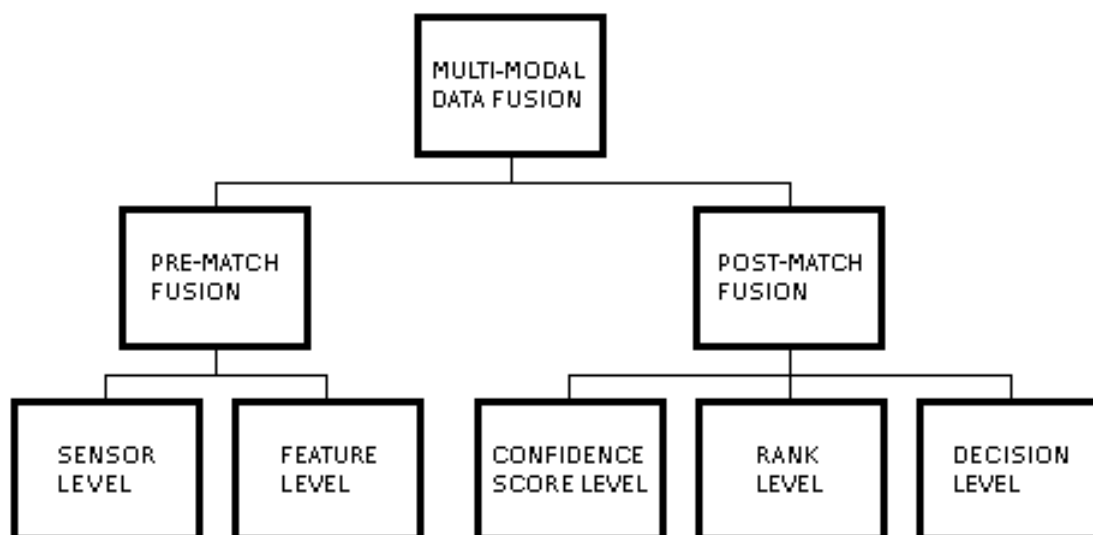 MULTI-MODAL
DATA FUSION
PRE-MATCH
FUSION
POST-MATCH
FUSION
SENSOR
LEVEL
FEATURE
LEVEL
CONFIDENCE
SCORE LEVEL
RANK
LEVEL
DECISION
LEVEL